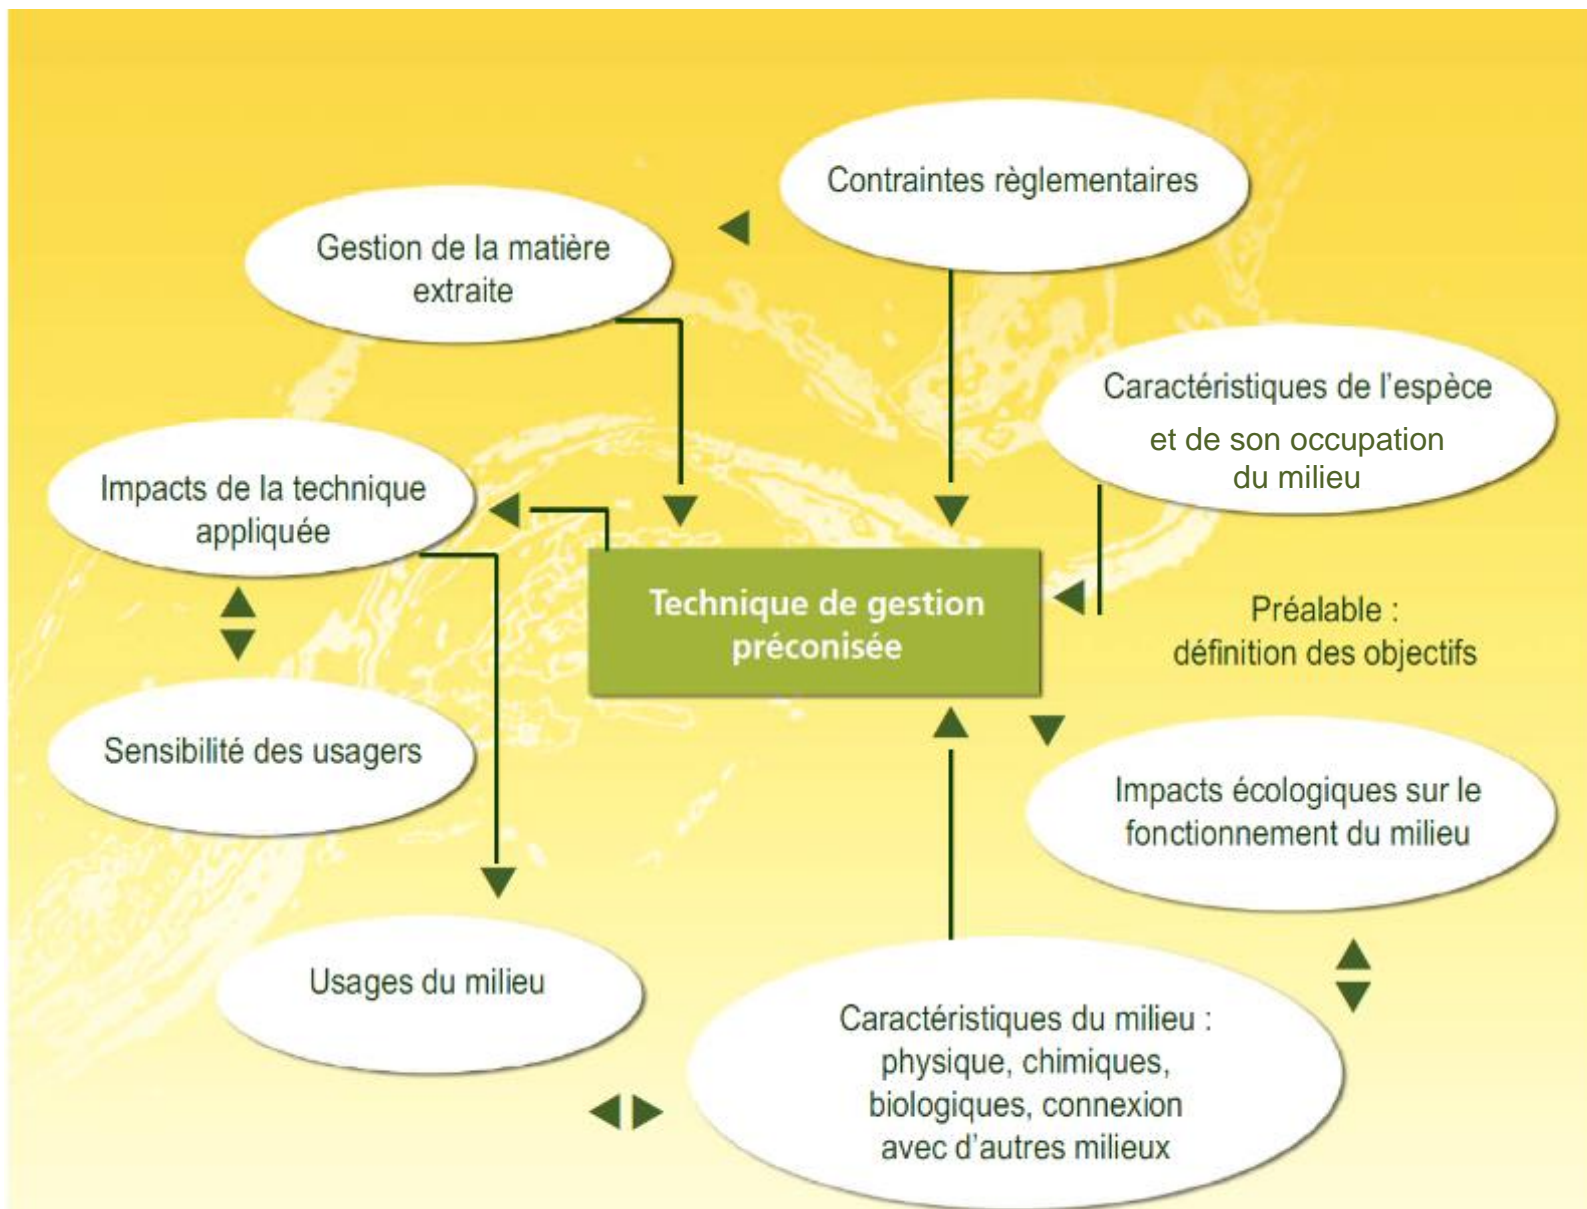 Contraintes règlementaires
Gestion de la matière
extraite
Caractéristiques de l'espèce
et de son occupation
du milieu
Impacts de la technique
appliquée
Technique de gestion
préconisée
Préalable :
définition des objectifs
Sensibilité des usagers
Impacts écologiques sur le
fonctionnement du milieu
Usages du milieu
Caractéristiques du milieu :
physique, chimiques,
biologiques, connexion
avec d'autres milieux